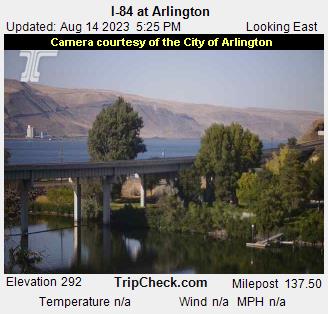 I-84 at Arlington
Updated: Aug 14 2023 5:25 PM Looking East
Camera courtesy of the City of Arlington
Elevation 292 TripCheck.com Milepost 137.50
Temperature n/a Wind n/a MPH n/a